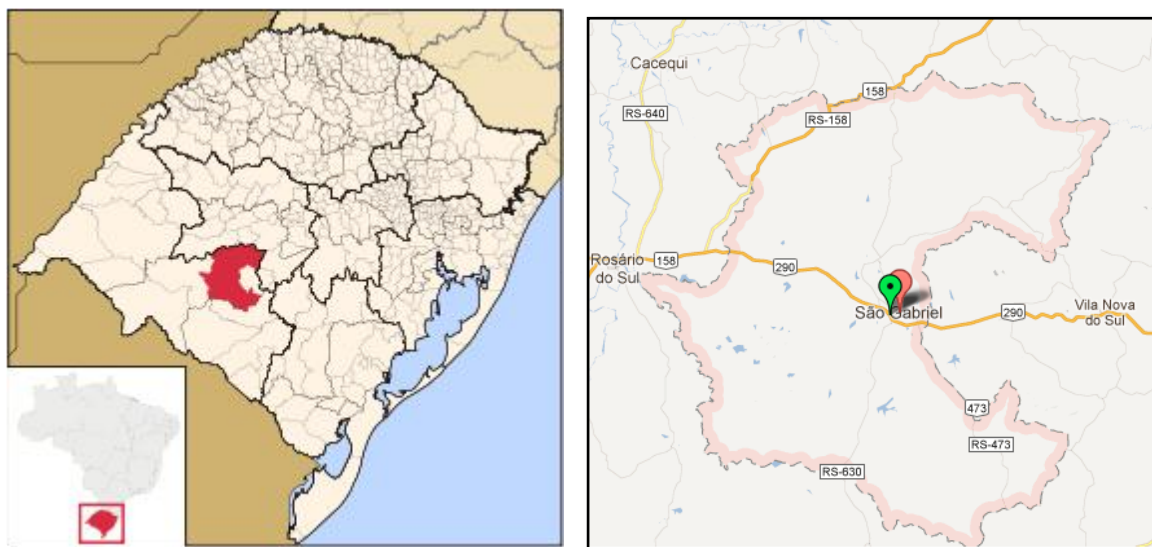 Cacequi
158
RS-640
RS-158
Rosário
do Sul
158
290
São Gabriel
290
Vila Nova
do Sul
473
RS-473
RS-630